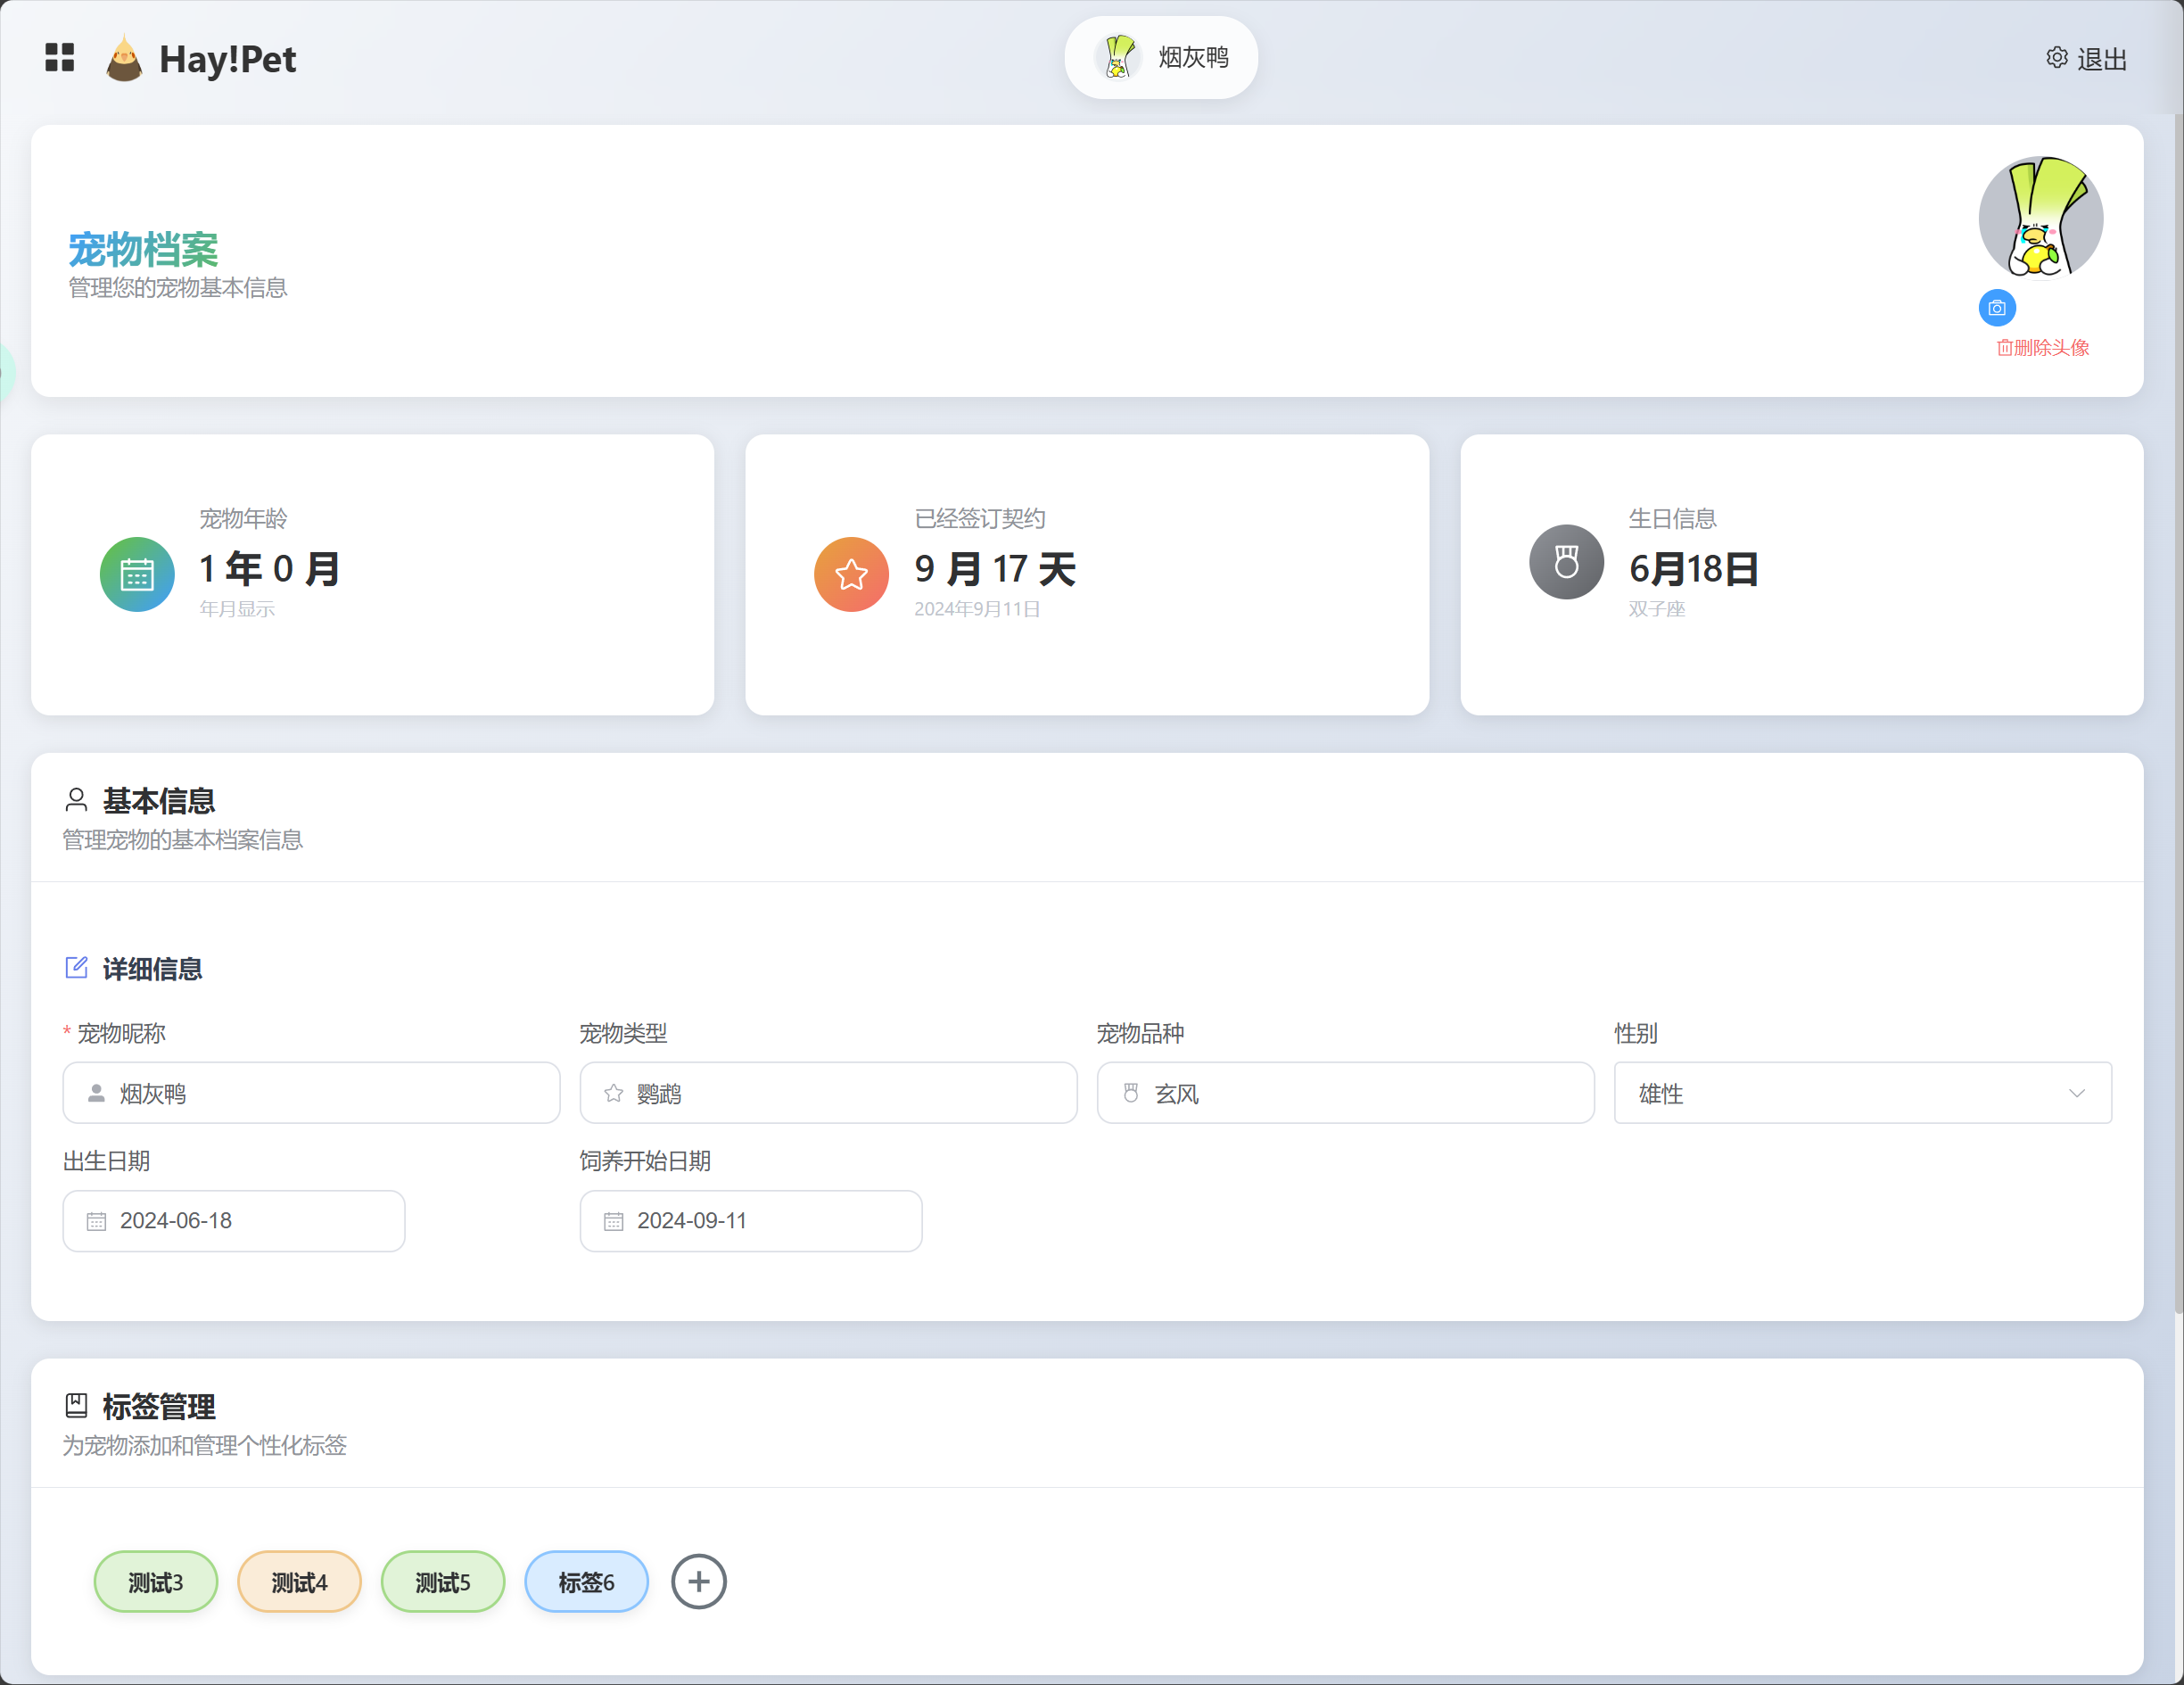 Hay!Pet
烟灰鸭
退出
宠物档案
管理您的宠物基本信息
删除头像
宠物年龄
1 年 0 月
年月显示
已经签订契约
9 月 17 天
2024年9月11日
生日信息
6月18日
双子座
基本信息
管理宠物的基本档案信息
详细信息
* 宠物昵称
宠物类型
宠物品种
性别
烟灰鸭
鹦鹉
玄风
雄性
出生日期
饲养开始日期
2024-06-18
2024-09-11
标签管理
为宠物添加和管理个性化标签
测试3
测试4
测试5
标签6